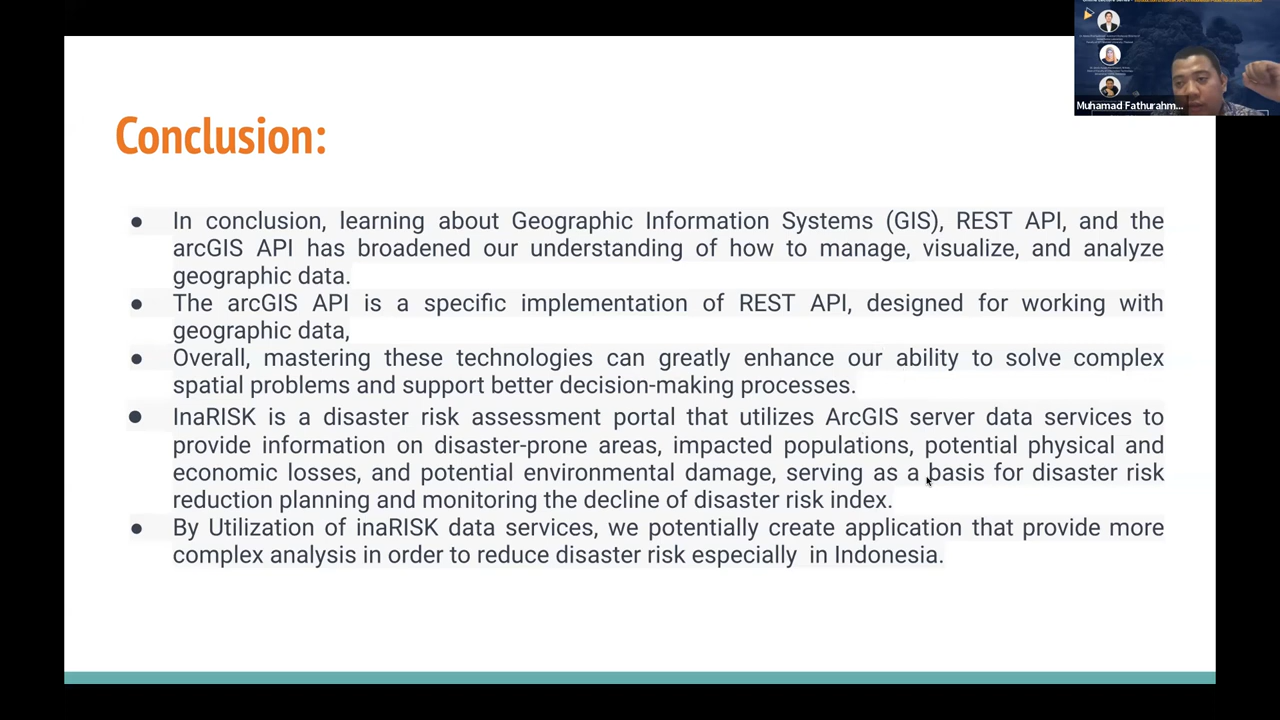 Conclusion:
● In conclusion, learning about Geographic Information Systems (GIS), REST API, and the
arcGIS API has broadened our understanding of how to manage, visualize, and analyze
geographic data.
● The arcGIS API is a specific implementation of REST API, designed for working with
geographic data,
● Overall, mastering these technologies can greatly enhance our ability to solve complex
spatial problems and support better decision-making processes.
● InaRISK is a disaster risk assessment portal that utilizes ArcGIS server data services to
provide information on disaster-prone areas, impacted populations, potential physical and
economic losses, and potential environmental damage, serving as a basis for disaster risk
reduction planning and monitoring the decline of disaster risk index.
● By Utilization of inaRISK data services, we potentially create application that provide more
complex analysis in order to reduce disaster risk especially  in Indonesia.
Muhamad Fathurahm...